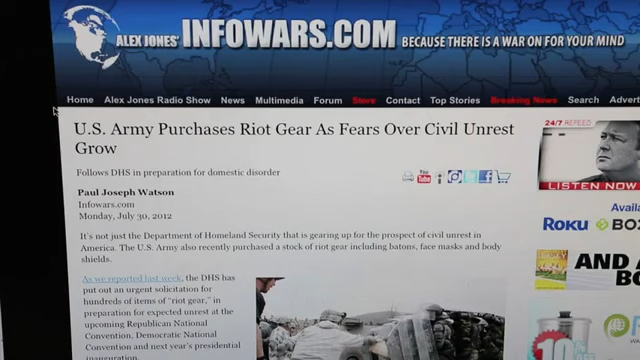 ALEX JONES' INFOWARS.COM BECAUSE THERE IS A WAR ON FOR YOUR MIND
Home Alex Jones Radio Show News Multimedia Forum Store Contact Top Stories Breaking News Search Advert
U.S. Army Purchases Riot Gear As Fears Over Civil Unrest
Grow
Follows DHS in preparation for domestic disorder
You Tube
Paul Joseph Watson
Infowars.com
Monday, July 30, 2012
It's not just the Department of Homeland Security that is gearing up for the prospect of civil unrest in
America. The U.S. Army also recently purchased a stock of riot gear including batons, face masks and body
shields.
As we reported last week, the DHS has
put out an urgent solicitation for
hundreds of items of "riot gear," in
preparation for expected unrest at the
upcoming Republican National
Convention, Democratic National
Convention and next year's presidential
inauguration.
24/7
LISTEN NOW
Availa
Roku BO
AND A